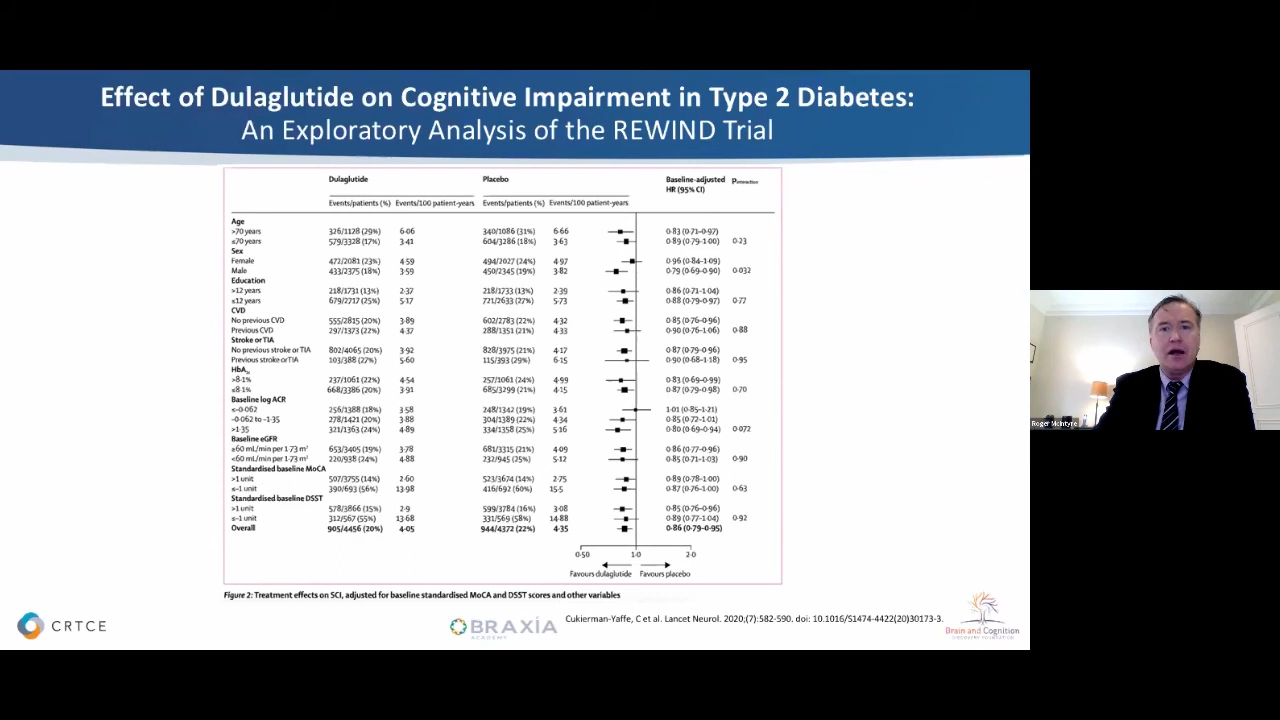 Effect of Dulaglutide on Cognitive Impairment in Type 2 Diabetes:
An Exploratory Analysis of the REWIND Trial
Dulaglutide Placebo Baseline-adjusted HR (95% CI) Pinteraction
Events/patients (%) Events/100 patient-years Events/patients (%) Events/100 patient-years
Age
>70 years 326/1128 (29%) 6·06 340/1086 (31%) 6·66 0·83 (0·71–0·97)
≤70 years 579/3328 (17%) 3·41 604/3286 (18%) 3·63 0·89 (0·79–1·00) 0·23
Sex
Female 472/2081 (23%) 4·59 494/2027 (24%) 4·97 0·96 (0·84–1·09)
Male 433/2375 (18%) 3·59 450/2345 (19%) 3·82 0·79 (0·69–0·90) 0·032
Education
>12 years 218/1731 (13%) 2·37 218/1733 (13%) 2·39 0·86 (0·71–1·04)
≤12 years 679/2717 (25%) 5·17 721/2633 (27%) 5·73 0·88 (0·79–0·97) 0·77
CVD
No previous CVD 555/2815 (20%) 3·89 602/2783 (22%) 4·32 0·85 (0·76–0·96)
Previous CVD 297/1373 (22%) 4·37 288/1351 (21%) 4·33 0·90 (0·76–1·06) 0·88
Stroke or TIA
No previous stroke or TIA 802/4065 (20%) 3·92 828/3975 (21%) 4·17 0·87 (0·79–0·96)
Previous stroke or TIA 103/388 (27%) 5·60 115/393 (29%) 6·15 0·90 (0·68–1·18) 0·95
HbA1c
>8·1% 237/1061 (22%) 4·54 257/1061 (24%) 4·99 0·83 (0·69–0·99)
≤8·1% 668/3386 (20%) 3·91 685/3299 (21%) 4·15 0·87 (0·79–0·98) 0·70
Baseline log ACR
≤–0·062 256/1388 (18%) 3·58 248/1342 (19%) 3·61 1·01 (0·85–1·21)
–0·062 to –1·35 278/1421 (20%) 3·88 304/1389 (22%) 4·34 0·85 (0·72–1·01)
>1·35 321/1363 (24%) 4·89 334/1358 (25%) 5·16 0·80 (0·69–0·94) 0·072
Baseline eGFR
≥60 mL/min per 1·73 m² 653/3405 (19%) 3·78 681/3315 (21%) 4·09 0·86 (0·77–0·96)
<60 mL/min per 1·73 m² 220/938 (24%) 4·88 232/945 (25%) 5·12 0·85 (0·71–1·03) 0·90
Standardised baseline MoCA
>1 unit 507/3755 (14%) 2·60 523/3674 (14%) 2·75 0·89 (0·78–1·00)
≤–1 unit 390/693 (56%) 13·98 416/692 (60%) 15·5 0·87 (0·76–1·00) 0·63
Standardised baseline DSST
>1 unit 578/3866 (15%) 2·9 599/3784 (16%) 3·08 0·85 (0·76–0·96)
≤–1 unit 312/567 (55%) 13·68 331/569 (58%) 14·88 0·89 (0·77–1·04) 0·92
Overall 905/4456 (20%) 4·05 944/4372 (22%) 4·35 0·86 (0·79–0·95)
0·50 1·0 2·0
Favours dulaglutide Favours placebo
Figure 2: Treatment effects on SCI, adjusted for baseline standardised MoCA and DSST scores and other variables
CRTCE
BRAXIA
ACADEMY
Cukierman-Yaffe, C et al. Lancet Neurol. 2020;(7):582-590. doi: 10.1016/S1474-4422(20)30173-3.
Brain and Cognition
DISCOVERY FOUNDATION
Roger McIntyre